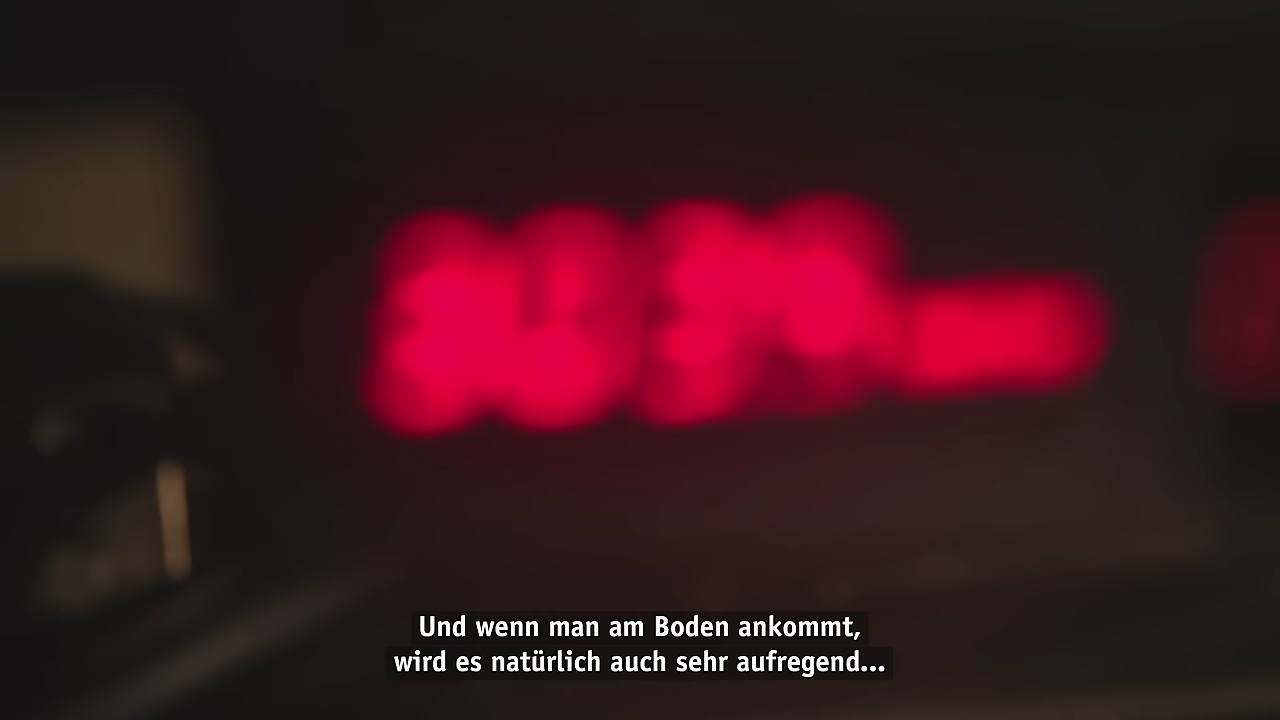 Und wenn man am Boden ankommt,
wird es natürlich auch sehr aufregend...